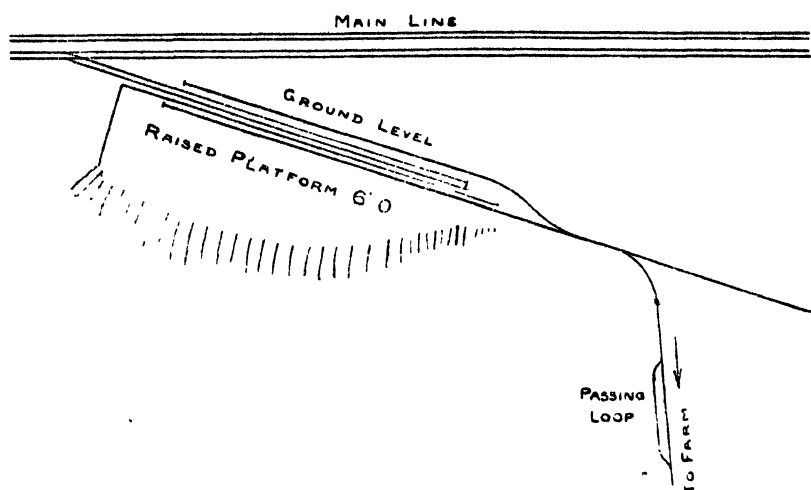 MAIN LINE
GROUND LEVEL
RAISED PLATFORM 6'0
PASSING
LOOP
TO FARM